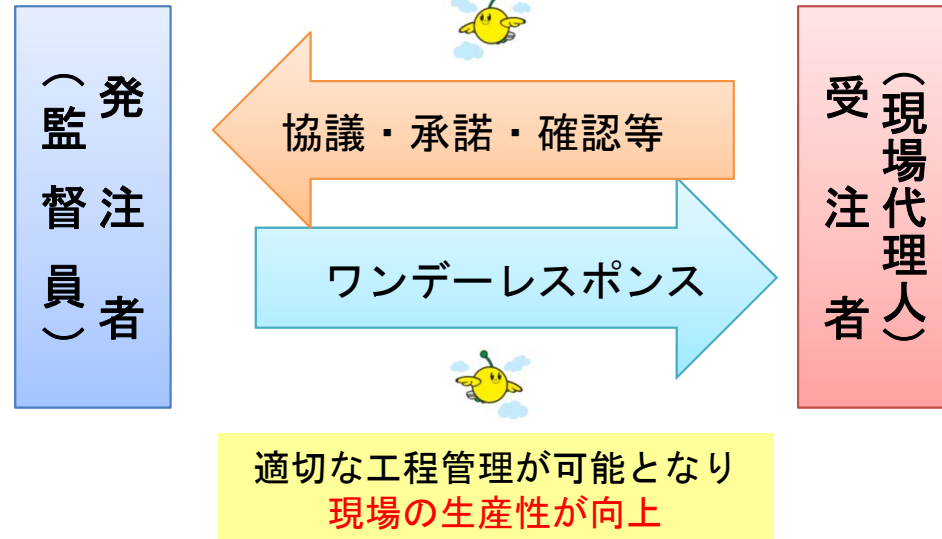 発注者
（監督員）
協議・承諾・確認等
ワンデーレスポンス
（現場代理人）
受注者
適切な工程管理が可能となり
現場の生産性が向上